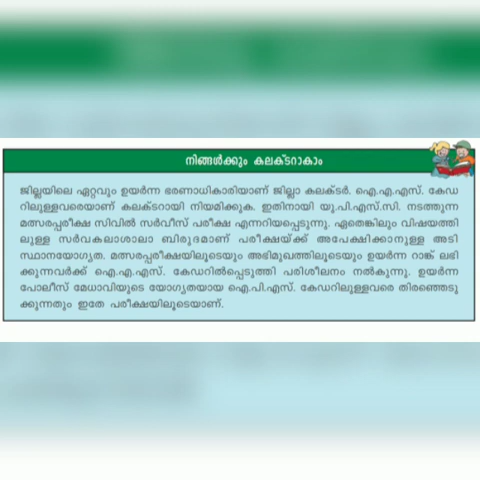 നിങ്ങൾക്കും കലക്ടറാകാം
ജില്ലയിലെ ഏറ്റവും ഉയർന്ന ഭരണാധികാരിയാണ് ജില്ലാ കലക്ടർ. ഐ.എ.എസ്. കേഡ
റിലുള്ളവരെയാണ് കലക്ടറായി നിയമിക്കുക. ഇതിനായി യു.പി.എസ്.സി. നടത്തുന്ന
മത്സരപ്പരീക്ഷ സിവിൽ സർവീസ് പരീക്ഷ എന്നറിയപ്പെടുന്നു. ഏതെങ്കിലും വിഷയത്തി
ലുള്ള സർവകലാശാലാ ബിരുദമാണ് പരീക്ഷയ്ക്ക് അപേക്ഷിക്കാനുള്ള അടി
സ്ഥാനയോഗ്യത. മത്സരപ്പരീക്ഷയിലൂടെയും അഭിമുഖത്തിലൂടെയും ഉയർന്ന റാങ്ക് ലഭി
ക്കുന്നവർക്ക് ഐ.എ.എസ്. കേഡറിൽപ്പെടുത്തി പരിശീലനം നൽകുന്നു. ഉയർന്ന
പോലീസ് മേധാവിയുടെ യോഗ്യതയായ ഐ.പി.എസ്. കേഡറിലുള്ളവരെ തിരഞ്ഞെടു
ക്കുന്നതും ഇതേ പരീക്ഷയിലൂടെയാണ്.